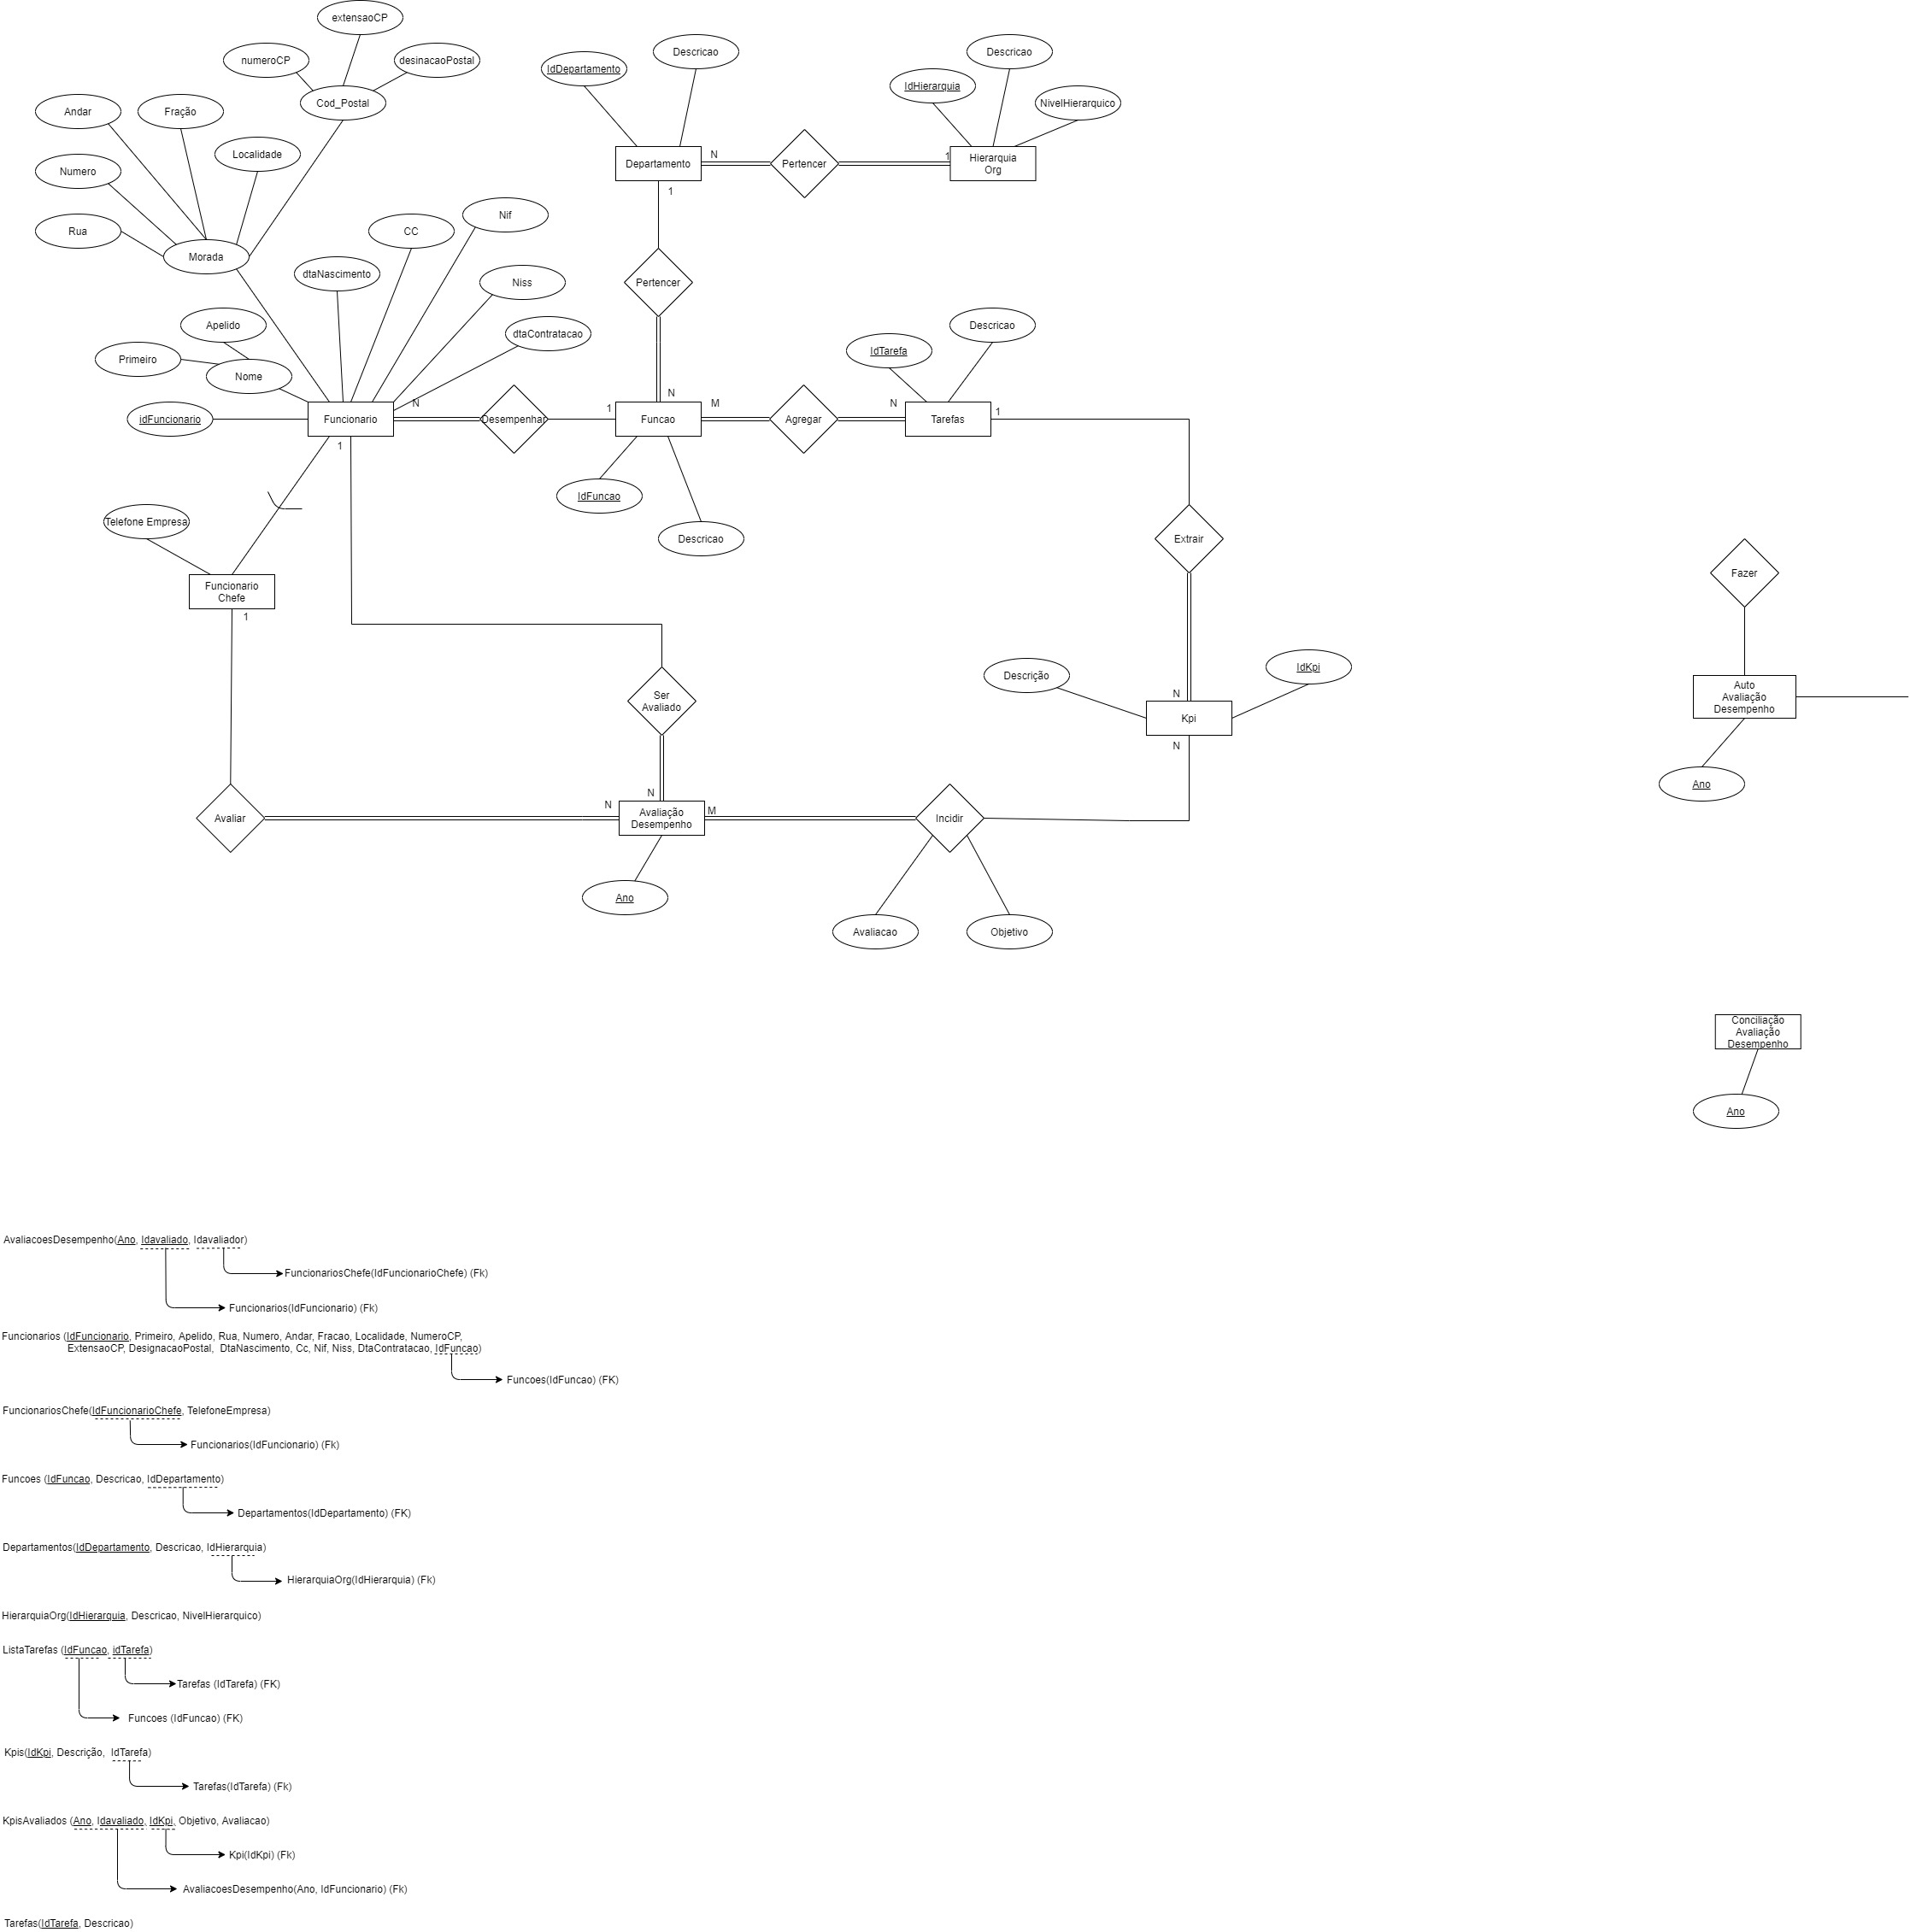 extensaoCP
numeroCP
desinacaoPostal
Cod_Postal
Andar
Fração
Localidade
Numero
Rua
Morada
IdDepartamento
Descricao
Departamento
N
Pertencer
1
Hierarquia
Org
IdHierarquia
Descricao
NivelHierarquico
1
Pertencer
N
dtaNascimento
CC
Nif
Niss
dtaContratacao
Apelido
Primeiro
Nome
idFuncionario
Funcionario
N
Desempenhar
1
Funcao
M
Agregar
N
Tarefas
1
IdTarefa
Descricao
IdFuncao
Descricao
1
Telefone Empresa
Funcionario
Chefe
1
Extrair
Fazer
Ser
Avaliado
Descrição
IdKpi
N
Kpi
N
Auto
Avaliação
Desempenho
Ano
Avaliar
N
N
Avaliação
Desempenho
M
Incidir
Ano
Avaliacao
Objetivo
Conciliação
Avaliação
Desempenho
Ano
AvaliacoesDesempenho(Ano, Idavaliado, Idavaliador)
FuncionariosChefe(IdFuncionarioChefe) (Fk)
Funcionarios(IdFuncionario) (Fk)
Funcionarios (IdFuncionario, Primeiro, Apelido, Rua, Numero, Andar, Fracao, Localidade, NumeroCP,
ExtensaoCP, DesignacaoPostal, DtaNascimento, Cc, Nif, Niss, DtaContratacao, IdFuncao)
Funcoes(IdFuncao) (FK)
FuncionariosChefe(IdFuncionarioChefe, TelefoneEmpresa)
Funcionarios(IdFuncionario) (Fk)
Funcoes (IdFuncao, Descricao, IdDepartamento)
Departamentos(IdDepartamento) (FK)
Departamentos(IdDepartamento, Descricao, IdHierarquia)
HierarquiaOrg(IdHierarquia) (Fk)
HierarquiaOrg(IdHierarquia, Descricao, NivelHierarquico)
ListaTarefas (IdFuncao, idTarefa)
Tarefas (IdTarefa) (FK)
Funcoes (IdFuncao) (FK)
Kpis(IdKpi, Descrição, IdTarefa)
Tarefas(IdTarefa) (Fk)
KpisAvaliados (Ano, Idavaliado, IdKpi, Objetivo, Avaliacao)
Kpi(IdKpi) (Fk)
AvaliacoesDesempenho(Ano, IdFuncionario) (Fk)
Tarefas(IdTarefa, Descricao)